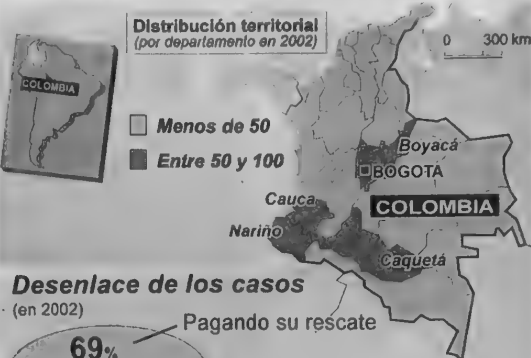 Distribución territorial
(por departamento en 2002)
0 300 km
COLOMBIA
Menos de 50
Entre 50 y 100
Boyacá
BOGOTÁ
Cauca
COLOMBIA
Nariño
Caquetá
Desenlace de los casos
(en 2002)
Pagando su rescate
69%